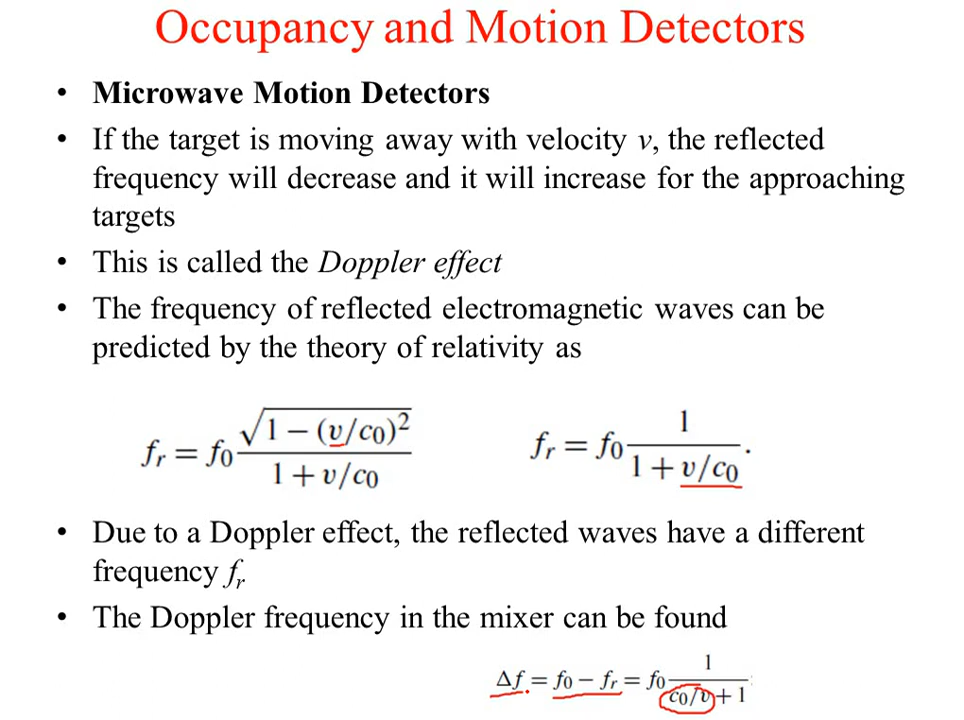 Occupancy and Motion Detectors
• Microwave Motion Detectors
• If the target is moving away with velocity v, the reflected
frequency will decrease and it will increase for the approaching
targets
• This is called the Doppler effect
• The frequency of reflected electromagnetic waves can be
predicted by the theory of relativity as
f_r = f_0 √(1 − (v/c_0)^2) / (1 + v/c_0)
f_r = f_0 1 / (1 + v/c_0).
• Due to a Doppler effect, the reflected waves have a different
frequency f_r
• The Doppler frequency in the mixer can be found
Δf = f_0 − f_r = f_0 1 / (c_0/v + 1)